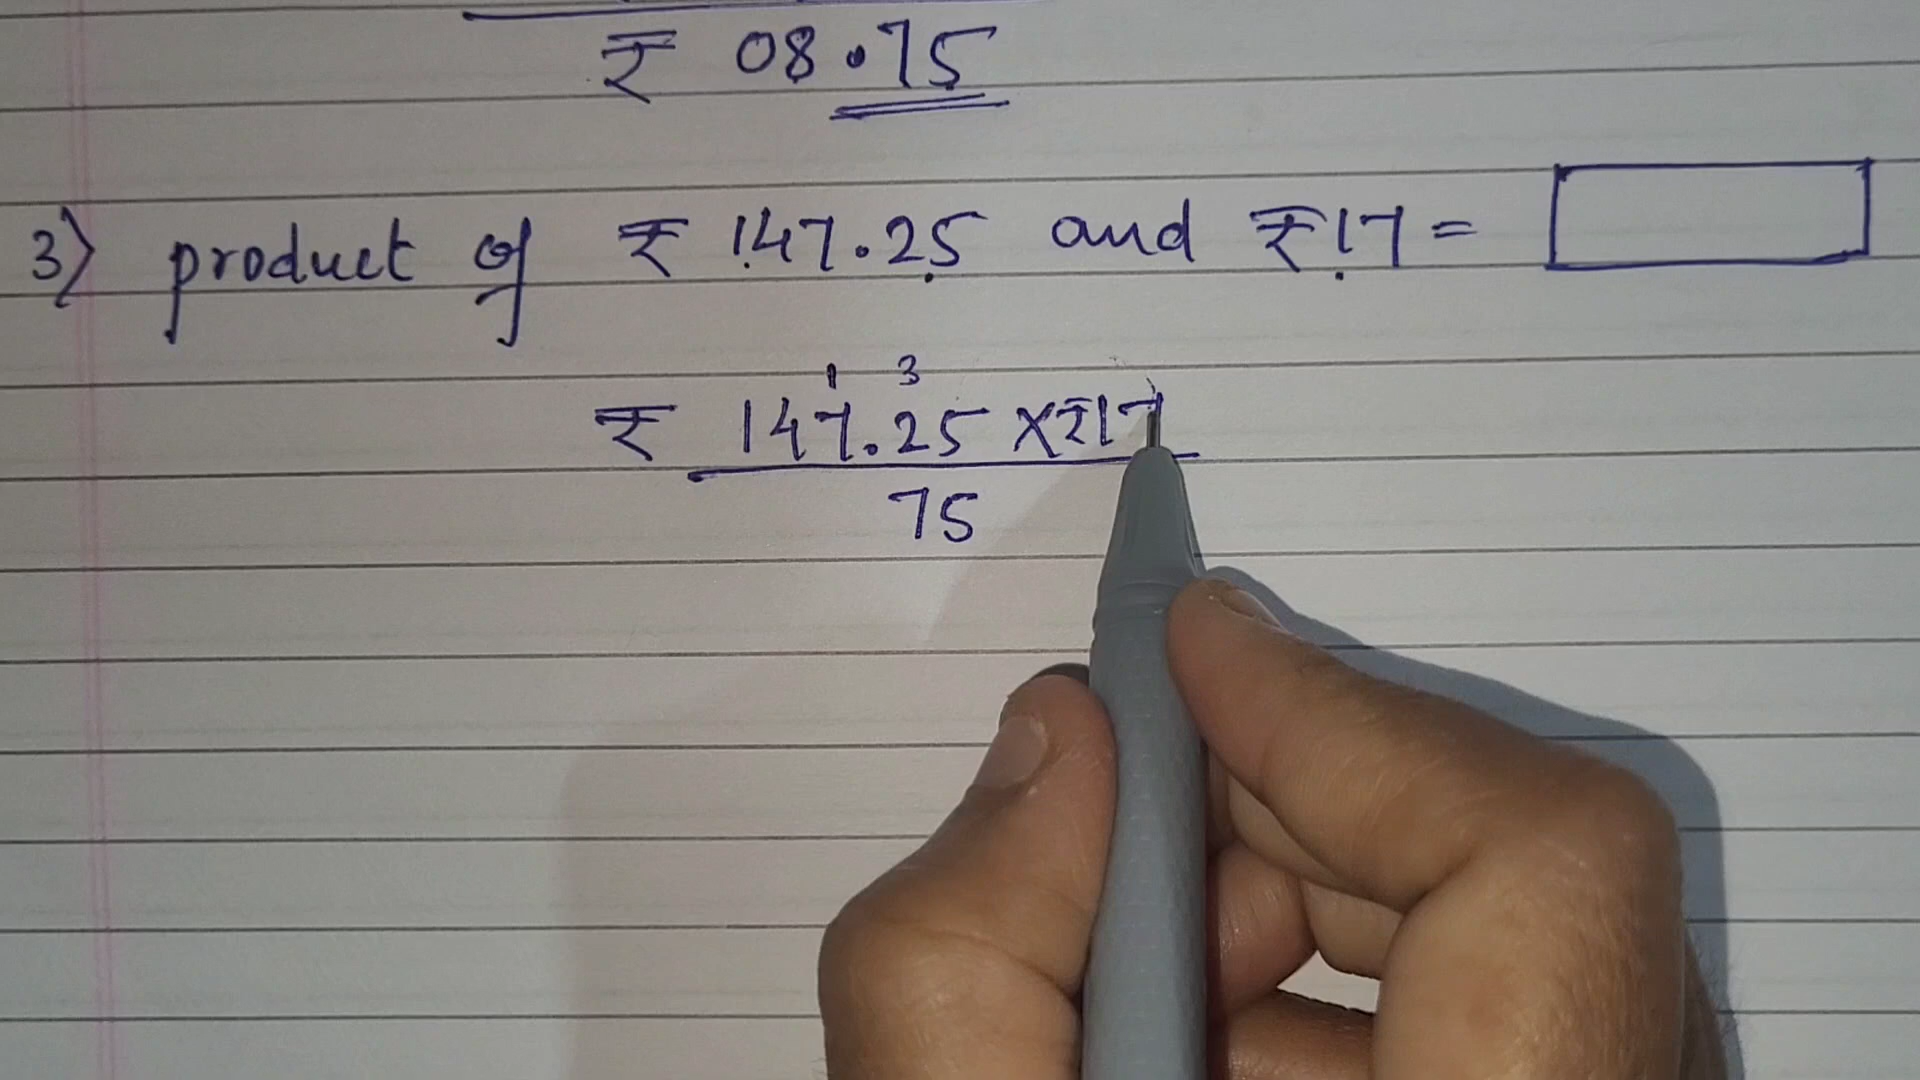 ₹ 08.75
3) product of ₹ 147.25 and ₹17 =
1 3
₹ 147.25 X₹17
75